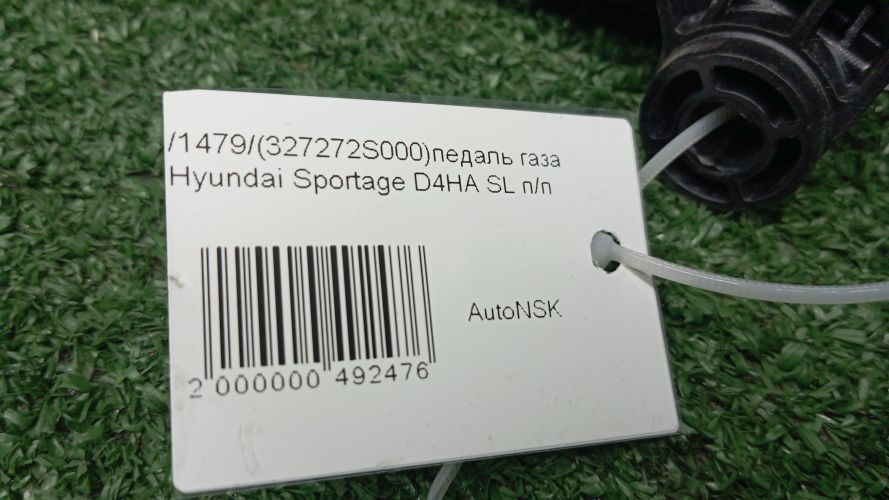 /1479/(327272S000)педаль газа
Hyundai Sportage D4HA SL п/п
AutoNSK
2 000000 492476